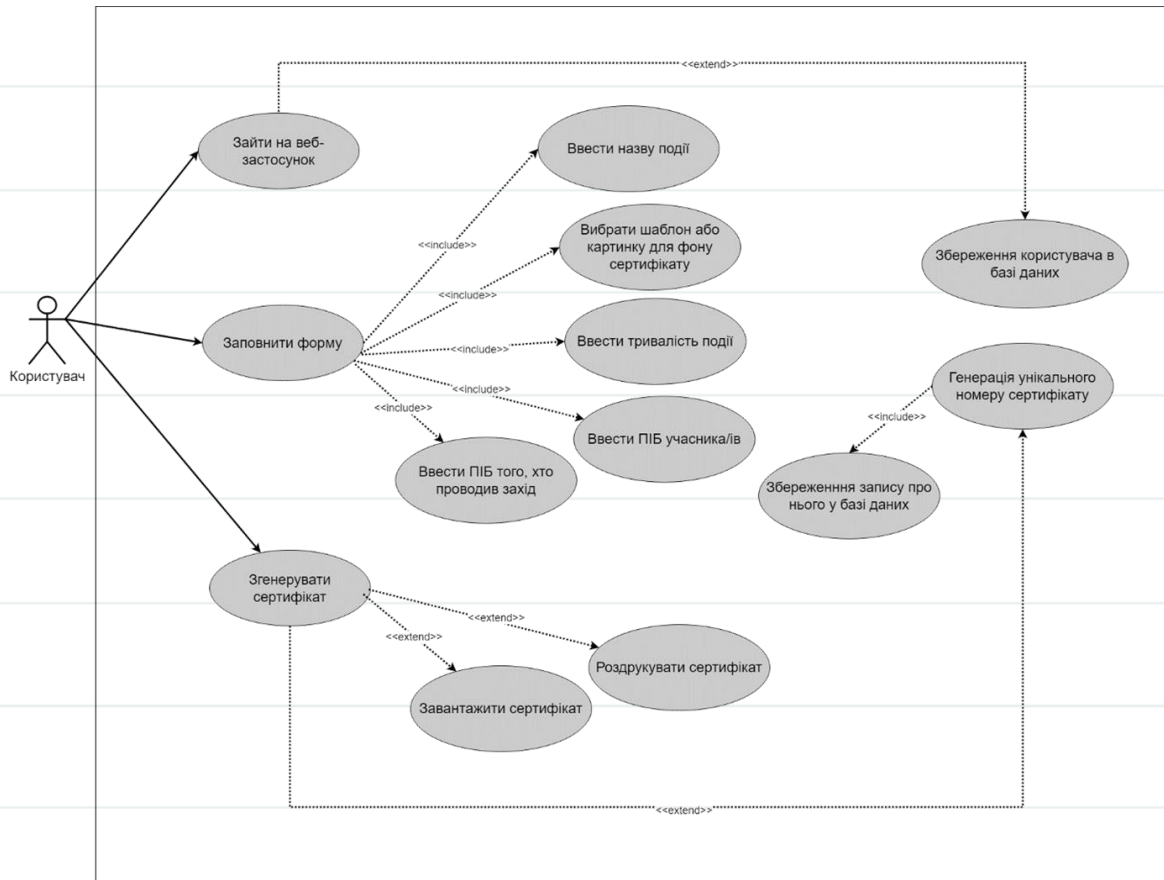 <<extend>>
Зайти на веб-
застосунок
Ввести назву події
<<include>>
Вибрати шаблон або
картинку для фону
сертифікату
<<include>>
Збереження користувача в
базі даних
Користувач
Заповнити форму
<<include>>
Ввести тривалість події
<<include>>
Ввести ПІБ учасника/ів
<<include>>
Ввести ПІБ того, хто
проводив захід
Генерація унікального
номеру сертифікату
<<include>>
Збереженння запису про
нього у базі даних
Згенерувати
сертифікат
<<extend>>
Роздрукувати сертифікат
<<extend>>
Завантажити сертифікат
<<extend>>